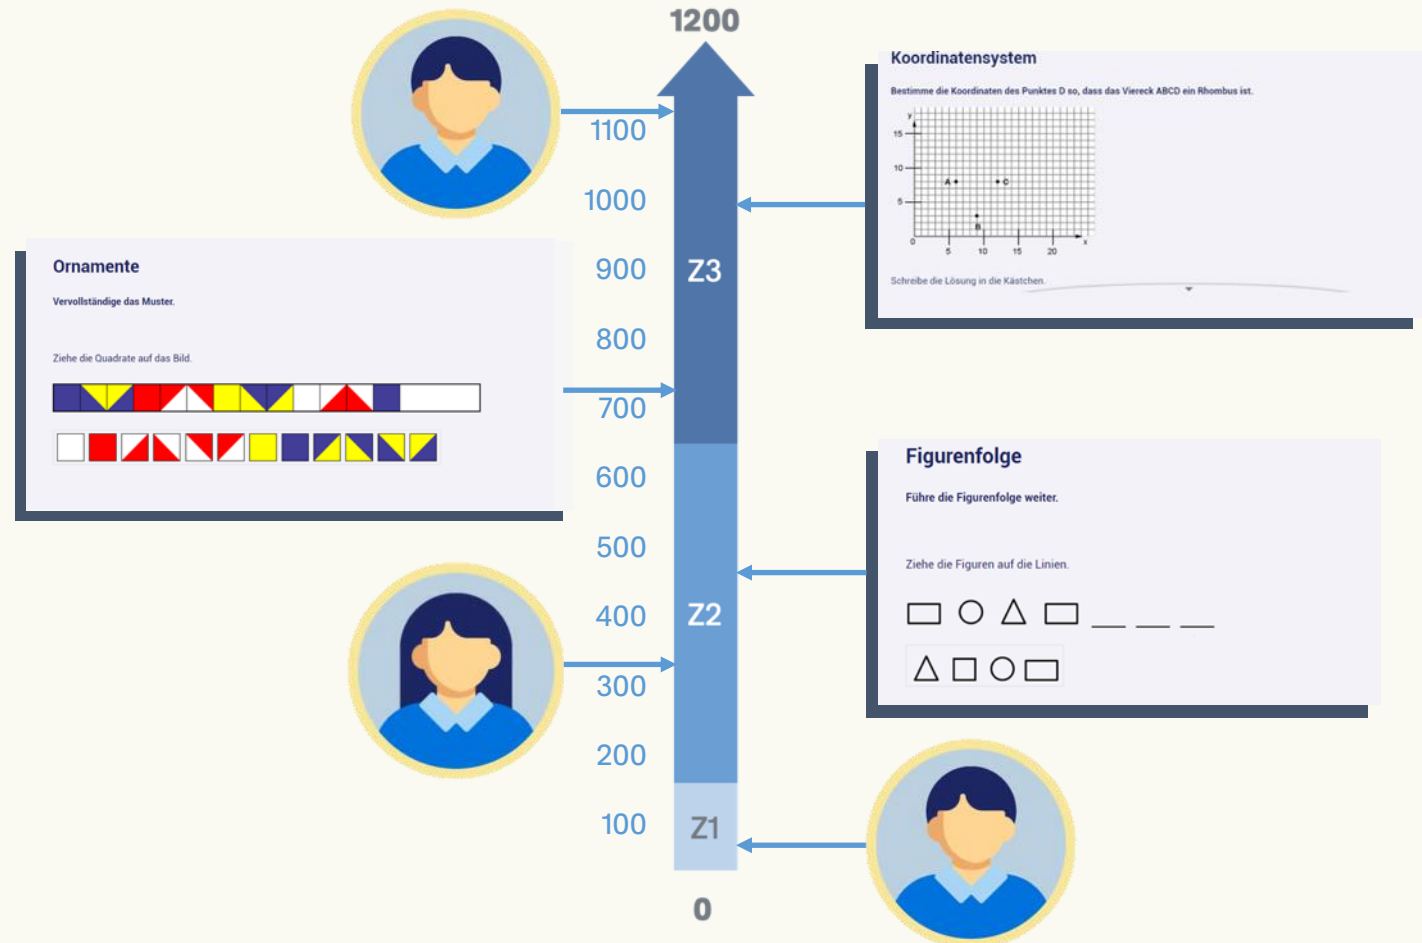 1200
1100
1000
900
800
700
600
500
400
300
200
100
0
Z3
Z2
Z1
Ornamente
Vervollständige das Muster.
Ziehe die Quadrate auf das Bild.
Koordinatensystem
Bestimme die Koordinaten des Punktes D so, dass das Viereck ABCD ein Rhombus ist.
y
15
10
A C
5
B
0 5 10 15 20 x
Schreibe die Lösung in die Kästchen.
Figurenfolge
Führe die Figurenfolge weiter.
Ziehe die Figuren auf die Linien.